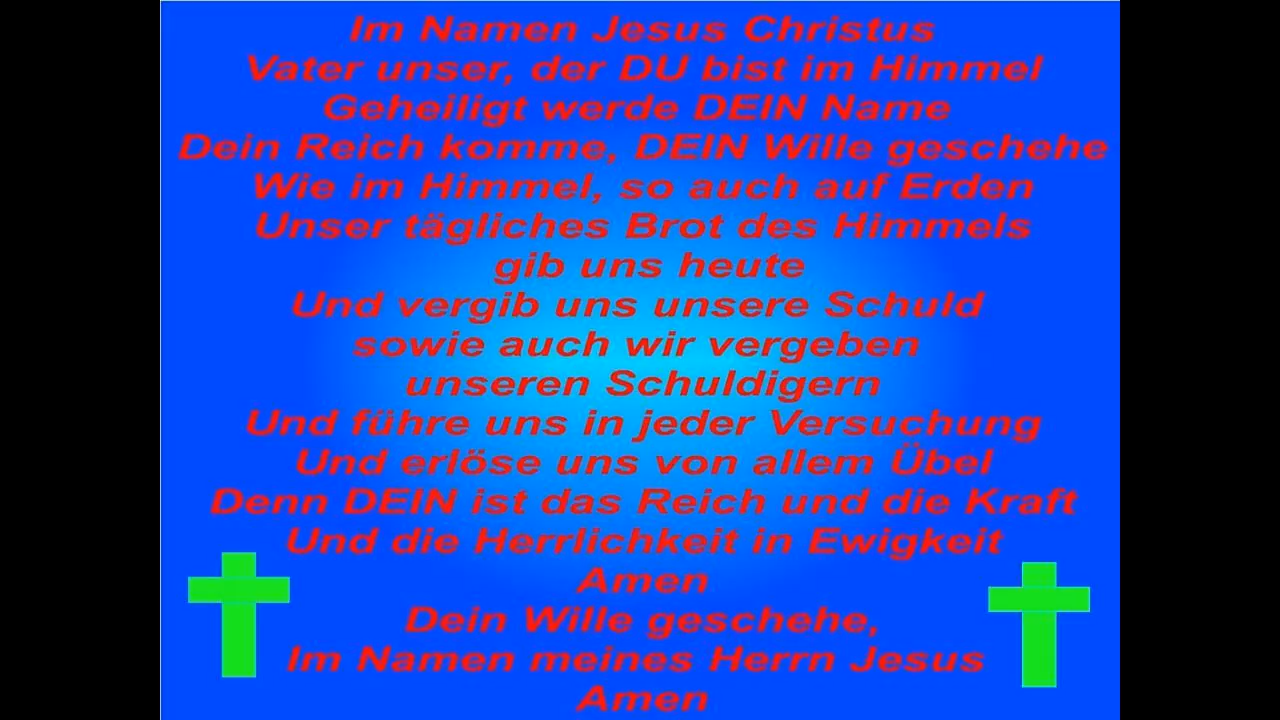 Im Namen Jesus Christus
Vater unser, der DU bist im Himmel
Geheiligt werde DEIN Name
Dein Reich komme, DEIN Wille geschehe
Wie im Himmel, so auch auf Erden
Unser tägliches Brot des Himmels
gib uns heute
Und vergib uns unsere Schuld
sowie auch wir vergeben
unseren Schuldigern
Und führe uns in jeder Versuchung
Und erlöse uns von allem Übel
Denn DEIN ist das Reich und die Kraft
Und die Herrlichkeit in Ewigkeit
Amen
Dein Wille geschehe,
Im Namen meines Herrn Jesus
Amen